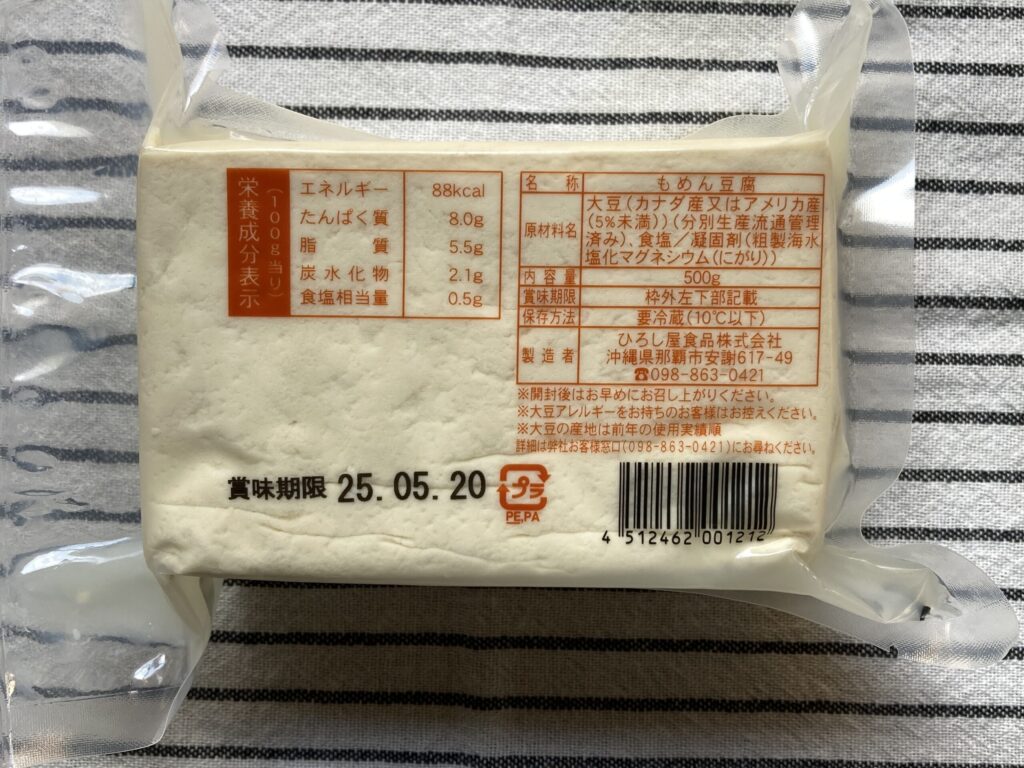 栄養成分表示
(100g当り)
エネルギー 88kcal
たんぱく質 8.0g
脂質 5.5g
炭水化物 2.1g
食塩相当量 0.5g
名称 もめん豆腐
原材料名 大豆(カナダ産又はアメリカ産
(5%未満))(分別生産流通管理
済み)、食塩/凝固剤(粗製海水
塩化マグネシウム(にがり))
内容量 500g
賞味期限 枠外左下部記載
保存方法 要冷蔵(10℃以下)
製造者 ひろし屋食品株式会社
沖縄県那覇市安謝617-49
☎098-863-0421
※開封後はお早めにお召し上がりください。
※大豆アレルギーをお持ちのお客様はお控えください。
※大豆の産地は前年の使用実績順
詳細は弊社お客様窓口(098-863-0421)にお尋ねください。
賞味期限 25.05.20
プラ
PE,PA
4 512462 001212